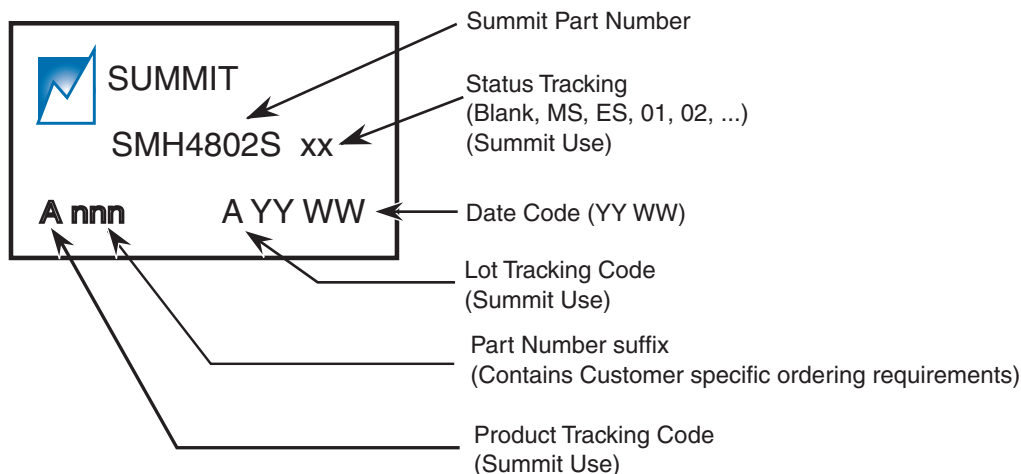 Summit Part Number
SUMMIT
Status Tracking
(Blank, MS, ES, 01, 02, ...)
(Summit Use)
SMH4802S xx
A nnn
A YY WW
Date Code (YY WW)
Lot Tracking Code
(Summit Use)
Part Number suffix
(Contains Customer specific ordering requirements)
Product Tracking Code
(Summit Use)